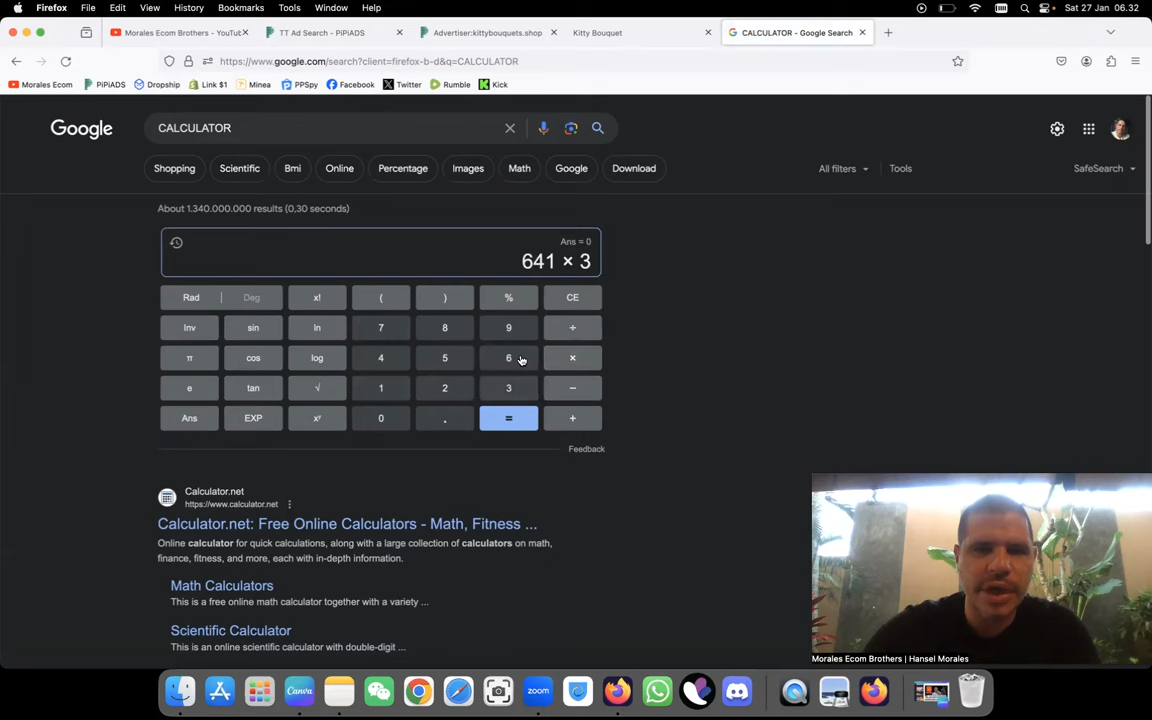 Firefox File Edit View History Bookmarks Tools Window Help Sat 27 Jan 06.32
Morales Ecom Brothers - YouTub TT Ad Search - PiPiADS Advertiser:kittybouquets.shop Kitty Bouquet CALCULATOR - Google Search
https://www.google.com/search?client=firefox-b-d&q=CALCULATOR
Morales Ecom PiPiADS Dropship Link $1 Minea PPSpy Facebook Twitter Rumble Kick
Google CALCULATOR
Shopping Scientific Bmi Online Percentage Images Math Google Download All filters Tools SafeSearch
About 1.340.000.000 results (0,30 seconds)
Ans = 0
641 × 3
Rad Deg x! ( ) % CE
Inv sin ln 7 8 9 ÷
π cos log 4 5 6 ×
e tan √ 1 2 3 −
Ans EXP xʸ 0 . = +
Feedback
Calculator.net
https://www.calculator.net
Calculator.net: Free Online Calculators - Math, Fitness ...
Online calculator for quick calculations, along with a large collection of calculators on math,
finance, fitness, and more, each with in-depth information.
Math Calculators
This is a free online math calculator together with a variety ...
Scientific Calculator
This is an online scientific calculator with double-digit ...
Morales Ecom Brothers | Hansel Morales
Canva
zoom